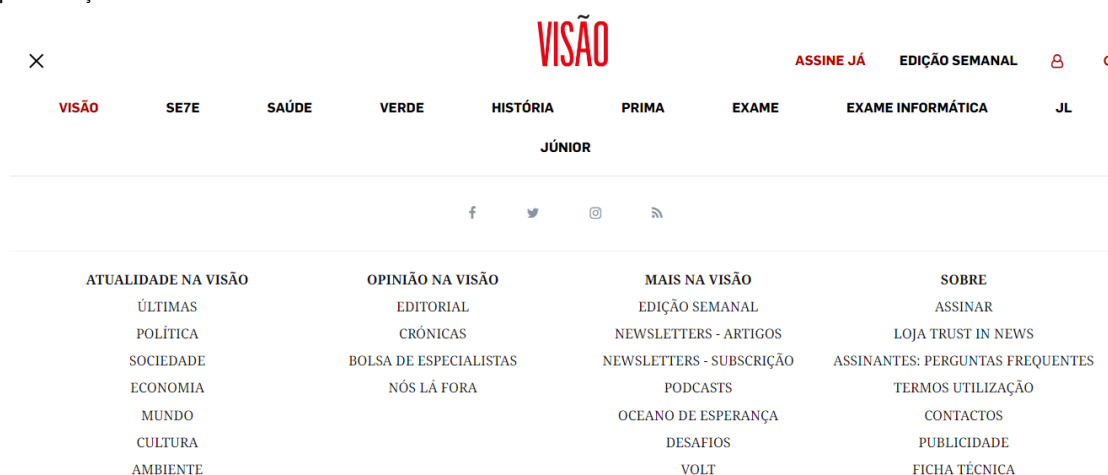 VISÃO
ASSINE JÁ EDIÇÃO SEMANAL
VISÃO SE7E SAÚDE VERDE HISTÓRIA PRIMA EXAME EXAME INFORMÁTICA JL
JÚNIOR
ATUALIDADE NA VISÃO OPINIÃO NA VISÃO MAIS NA VISÃO SOBRE
ÚLTIMAS EDITORIAL EDIÇÃO SEMANAL ASSINAR
POLÍTICA CRÓNICAS NEWSLETTERS - ARTIGOS LOJA TRUST IN NEWS
SOCIEDADE BOLSA DE ESPECIALISTAS NEWSLETTERS - SUBSCRIÇÃO ASSINANTES: PERGUNTAS FREQUENTES
ECONOMIA NÓS LÁ FORA PODCASTS TERMOS UTILIZAÇÃO
MUNDO OCEANO DE ESPERANÇA CONTACTOS
CULTURA DESAFIOS PUBLICIDADE
AMBIENTE VOLT FICHA TÉCNICA